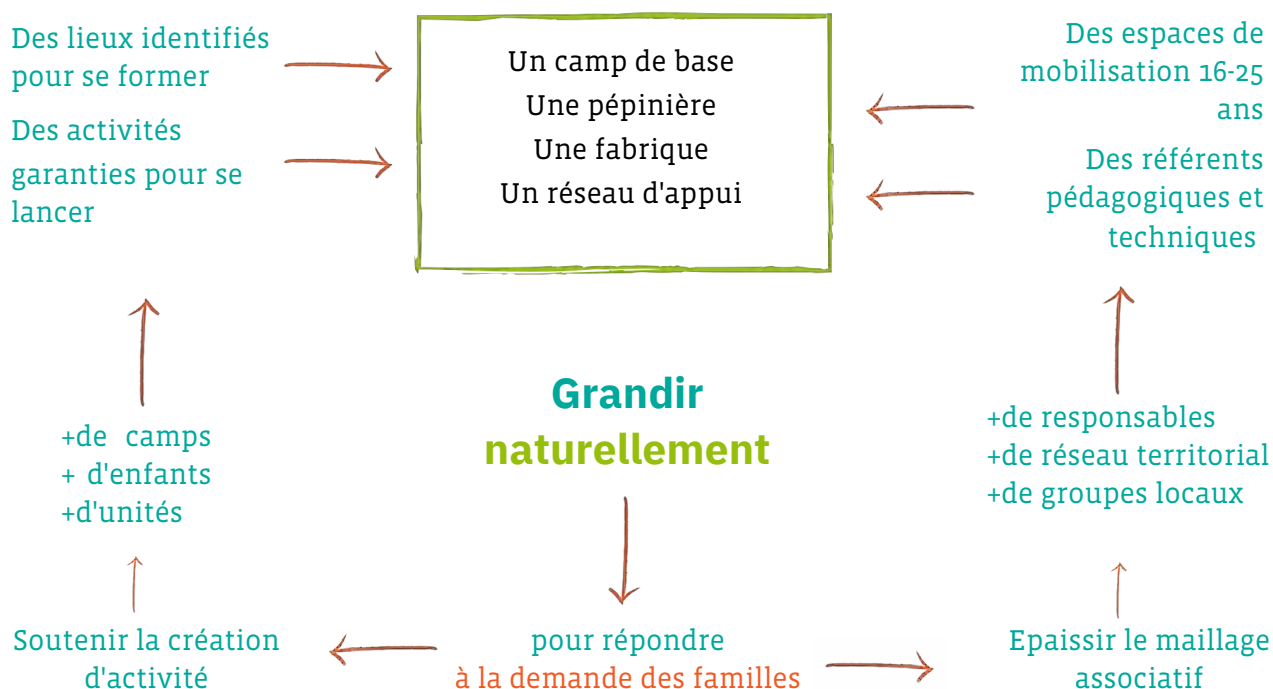 Des lieux identifiés
pour se former
Des activités
garanties pour se
lancer
Un camp de base
Une pépinière
Une fabrique
Un réseau d'appui
Des espaces de
mobilisation 16-25
ans
Des référents
pédagogiques et
techniques
Grandir
naturellement
+de camps
+ d'enfants
+d'unités
+de responsables
+de réseau territorial
+de groupes locaux
Soutenir la création
d'activité
pour répondre
à la demande des familles
Epaissir le maillage
associatif